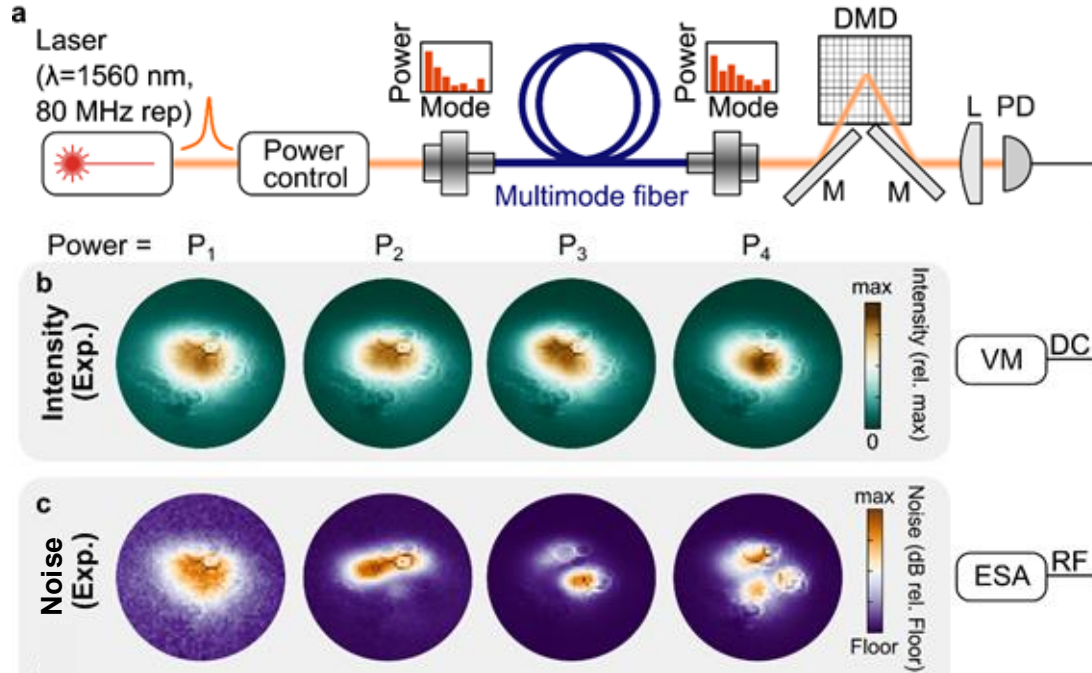 a
Laser
(λ=1560 nm,
80 MHz rep)
Power
control
Power
Mode
Multimode fiber
Power
Mode
DMD
M
M
L
PD
Power =
P₁
P₂
P₃
P₄
b
Intensity
(Exp.)
max
0
Intensity (rel. max)
VM
DC
c
Noise
(Exp.)
max
Floor
Noise (dB rel. Floor)
ESA
RF